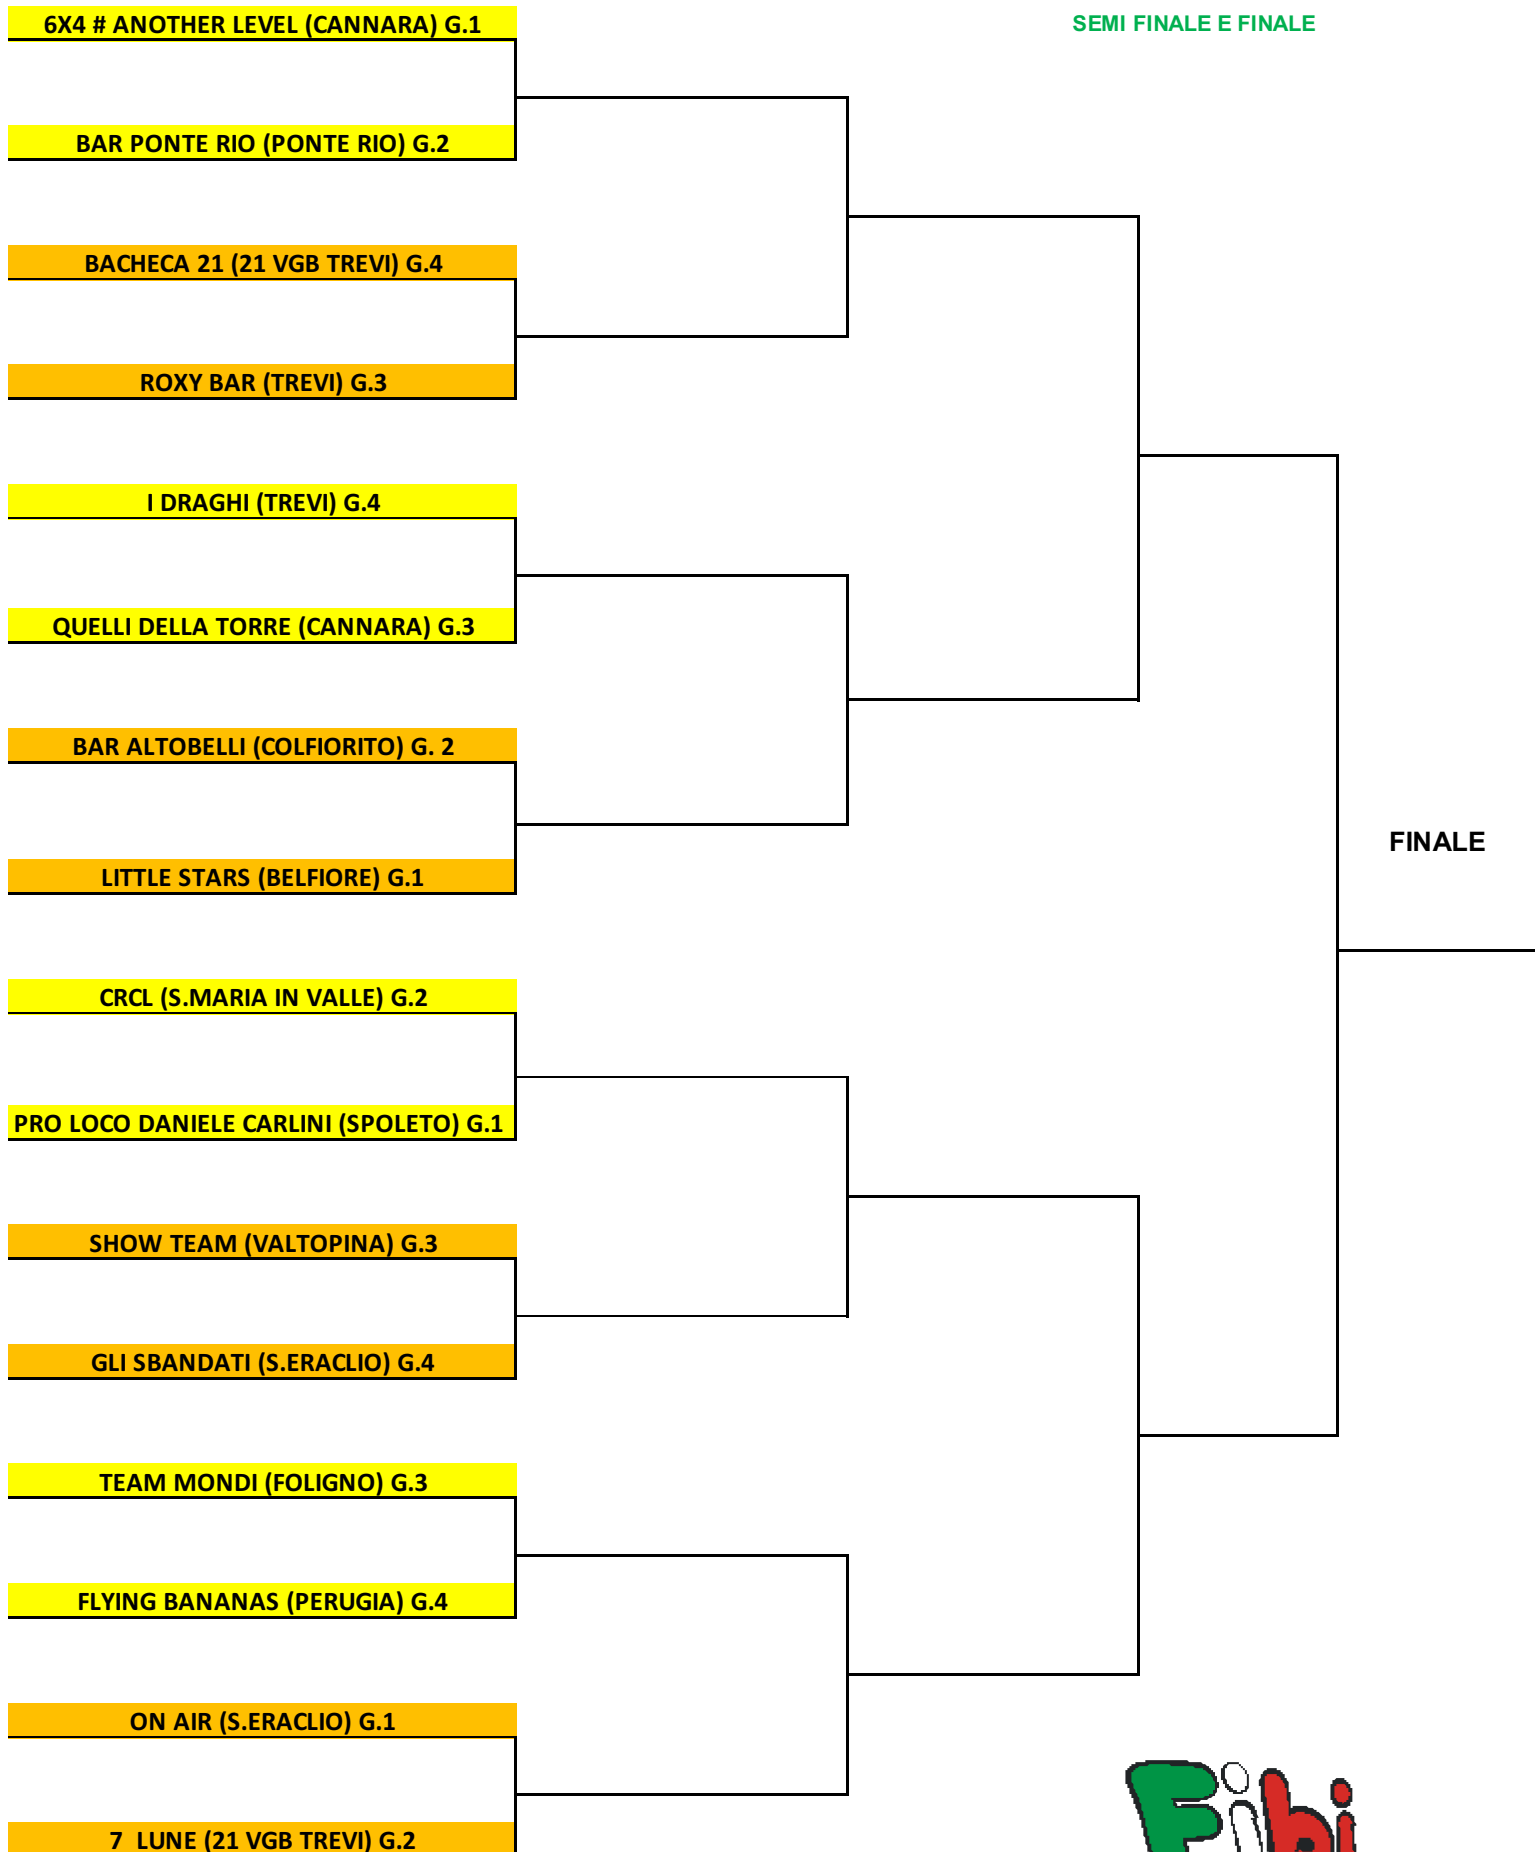 6X4 # ANOTHER LEVEL (CANNARA) G.1
SEMI FINALE E FINALE
BAR PONTE RIO (PONTE RIO) G.2
BACHECA 21 (21 VGB TREVI) G.4
ROXY BAR (TREVI) G.3
I DRAGHI (TREVI) G.4
QUELLI DELLA TORRE (CANNARA) G.3
BAR ALTOBELLI (COLFIORITO) G. 2
FINALE
LITTLE STARS (BELFIORE) G.1
CRCL (S.MARIA IN VALLE) G.2
PRO LOCO DANIELE CARLINI (SPOLETO) G.1
SHOW TEAM (VALTOPINA) G.3
GLI SBANDATI (S.ERACLIO) G.4
TEAM MONDI (FOLIGNO) G.3
FLYING BANANAS (PERUGIA) G.4
ON AIR (S.ERACLIO) G.1
Fibi
7 LUNE (21 VGB TREVI) G.2